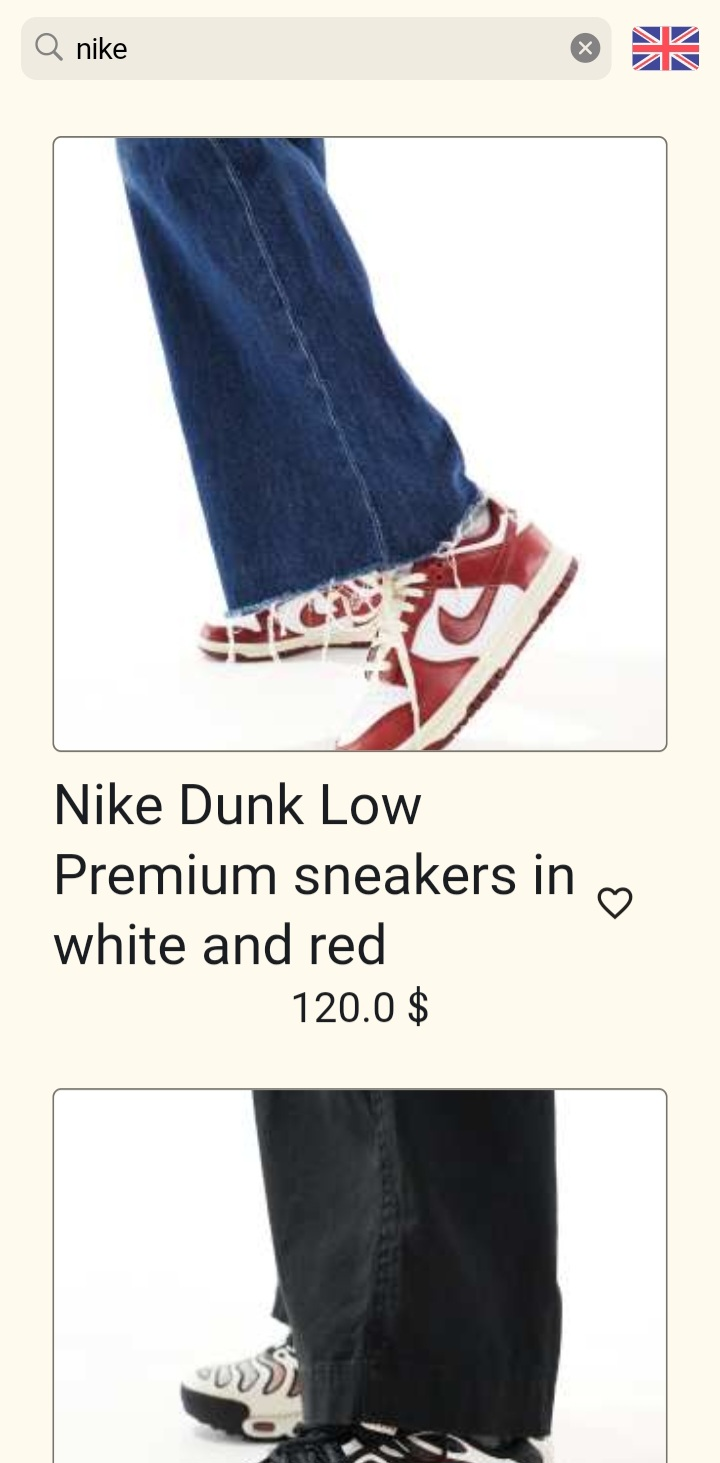 nike
Nike Dunk Low
Premium sneakers in
white and red
120.0 $